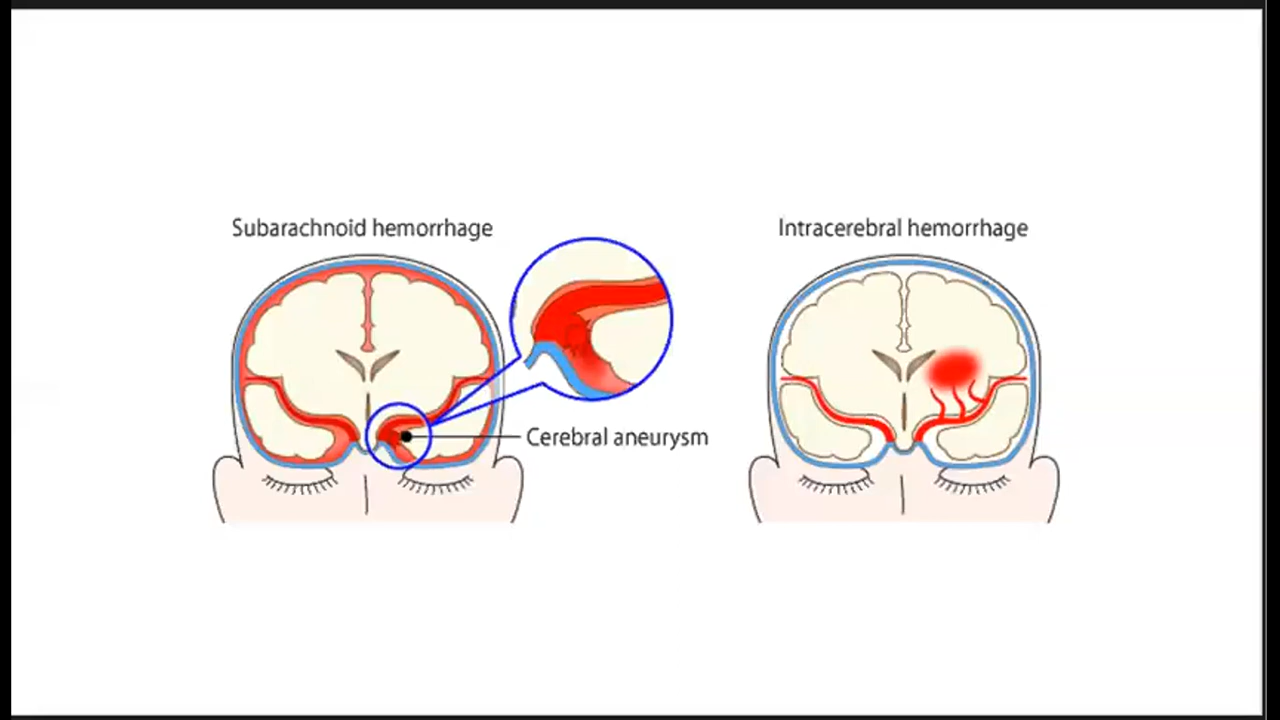 Subarachnoid hemorrhage
Intracerebral hemorrhage
Cerebral aneurysm